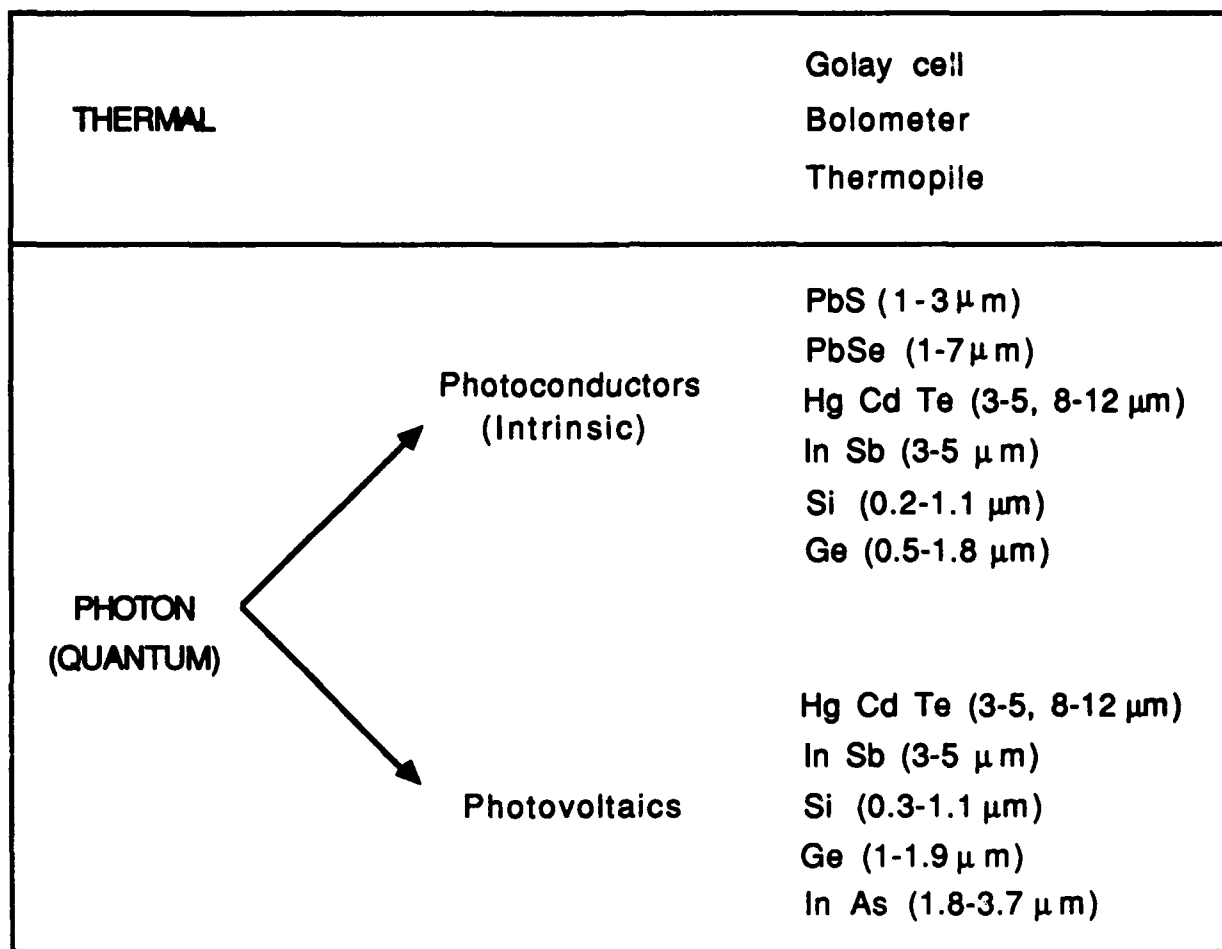 THERMAL
Golay cell
Bolometer
Thermopile
PHOTON
(QUANTUM)
Photoconductors
(Intrinsic)
PbS (1-3 μm)
PbSe (1-7 μm)
Hg Cd Te (3-5, 8-12 μm)
In Sb (3-5 μm)
Si (0.2-1.1 μm)
Ge (0.5-1.8 μm)
Photovoltaics
Hg Cd Te (3-5, 8-12 μm)
In Sb (3-5 μm)
Si (0.3-1.1 μm)
Ge (1-1.9 μm)
In As (1.8-3.7 μm)